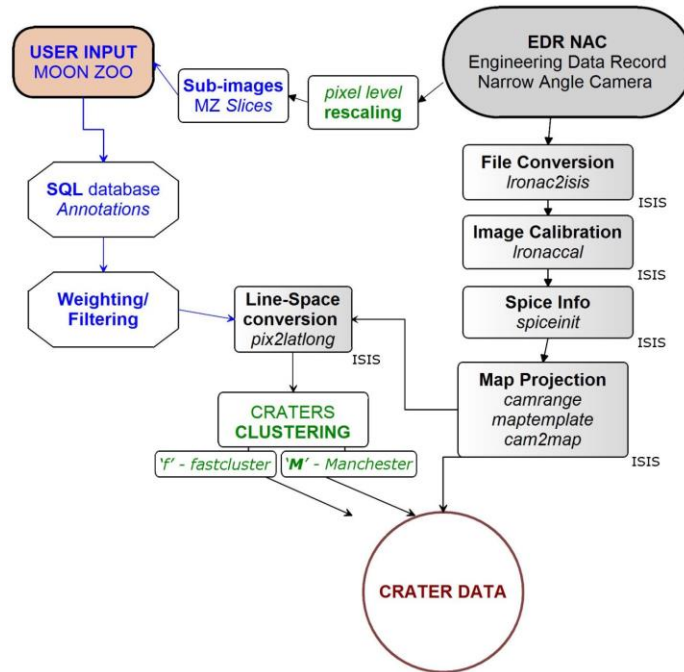 USER INPUT
MOON ZOO
Sub-images
MZ Slices
pixel level
rescaling
EDR NAC
Engineering Data Record
Narrow Angle Camera
SQL database
Annotations
File Conversion
lronac2isis
ISIS
Image Calibration
lronaccal
ISIS
Weighting/
Filtering
Line-Space
conversion
pix2latlong
ISIS
Spice Info
spiceinit
ISIS
Map Projection
camrange
maptemplate
cam2map
ISIS
CRATERS
CLUSTERING
‘f’ - fastcluster
‘M’ - Manchester
CRATER DATA